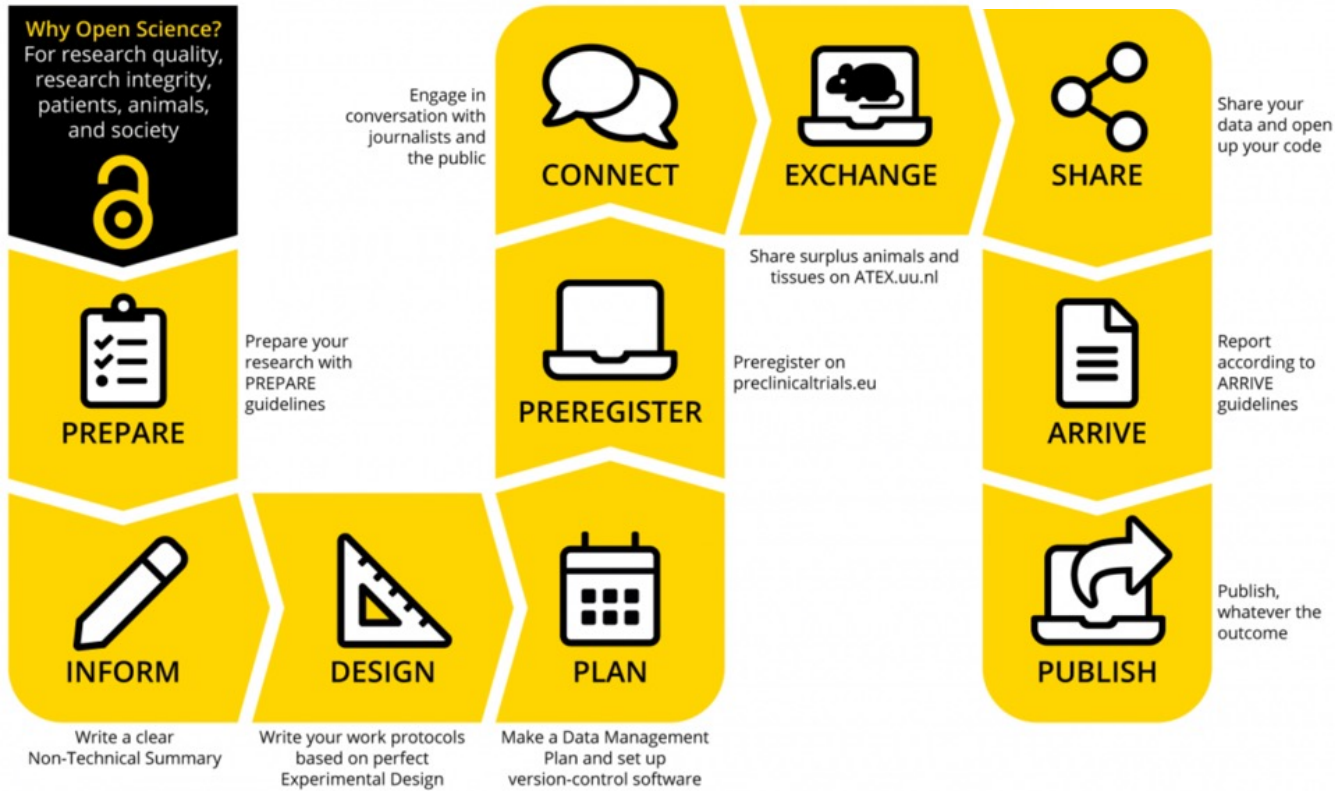 Why Open Science?
For research quality,
research integrity,
patients, animals,
and society
PREPARE
Prepare your
research with
PREPARE
guidelines
INFORM
Write a clear
Non-Technical Summary
DESIGN
Write your work protocols
based on perfect
Experimental Design
PLAN
Make a Data Management
Plan and set up
version-control software
PREREGISTER
Preregister on
preclinicaltrials.eu
CONNECT
Engage in
conversation with
journalists and
the public
EXCHANGE
Share surplus animals and
tissues on ATEX.uu.nl
SHARE
Share your
data and open
up your code
ARRIVE
Report
according to
ARRIVE
guidelines
PUBLISH
Publish,
whatever the
outcome